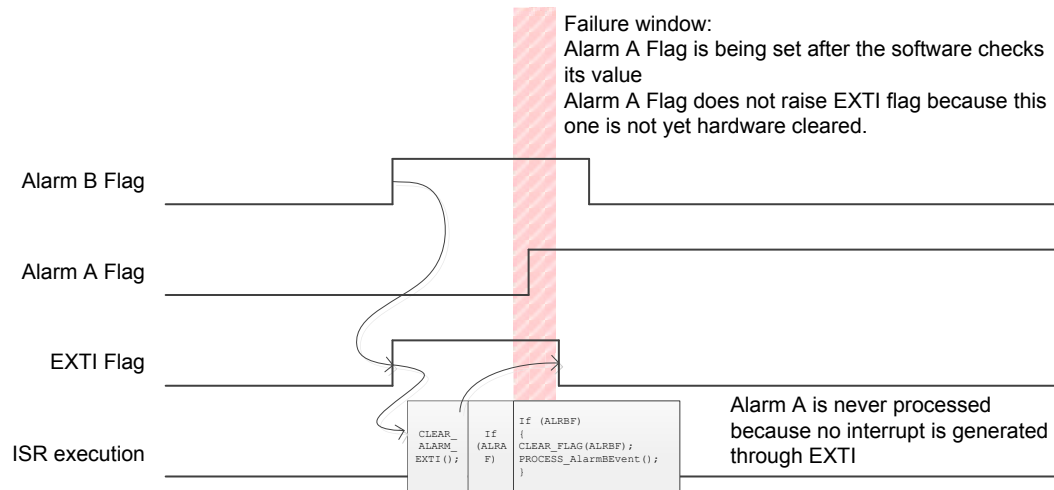 Failure window:
Alarm A Flag is being set after the software checks
its value
Alarm A Flag does not raise EXTI flag because this
one is not yet hardware cleared.
Alarm B Flag
Alarm A Flag
EXTI Flag
ISR execution
CLEAR_
ALARM_
EXTI();
If
(ALRA
F)
If (ALRBF)
{
CLEAR_FLAG(ALRBF);
PROCESS_AlarmBEvent();
}
Alarm A is never processed
because no interrupt is generated
through EXTI